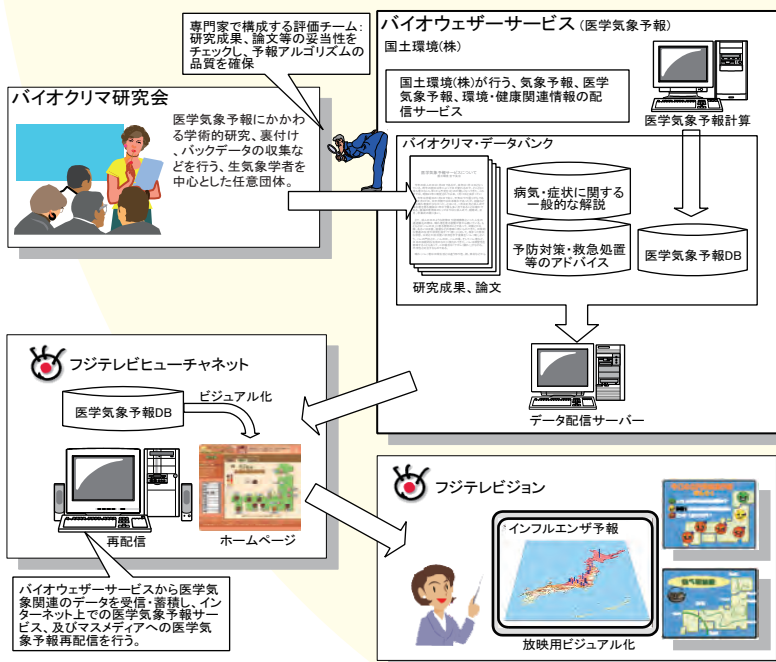 専門家で構成する評価チーム:
研究成果、論文等の妥当性を
チェックし、予報アルゴリズムの
品質を確保
バイオクリマ研究会
医学気象予報にかかわ
る学術的研究、裏付け
、バックデータの収集な
どを行う、生気象学者を
中心とした任意団体。
バイオウェザーサービス(医学気象予報)
国土環境(株)
国土環境(株)が行う、気象予報、医学
気象予報、環境・健康関連情報の配
信サービス
医学気象予報計算
バイオクリマ・データバンク
病気・症状に関する
一般的な解説
予防対策・救急処置
等のアドバイス
医学気象予報DB
研究成果、論文
データ配信サーバー
フジテレビヒューチャネット
医学気象予報DB
ビジュアル化
再配信
ホームページ
バイオウェザーサービスから医学気
象関連のデータを受信・蓄積し、イン
ターネット上での医学気象予報サー
ビス、及びマスメディアへの医学気
象予報再配信を行う。
フジテレビジョン
インフルエンザ予報
放映用ビジュアル化